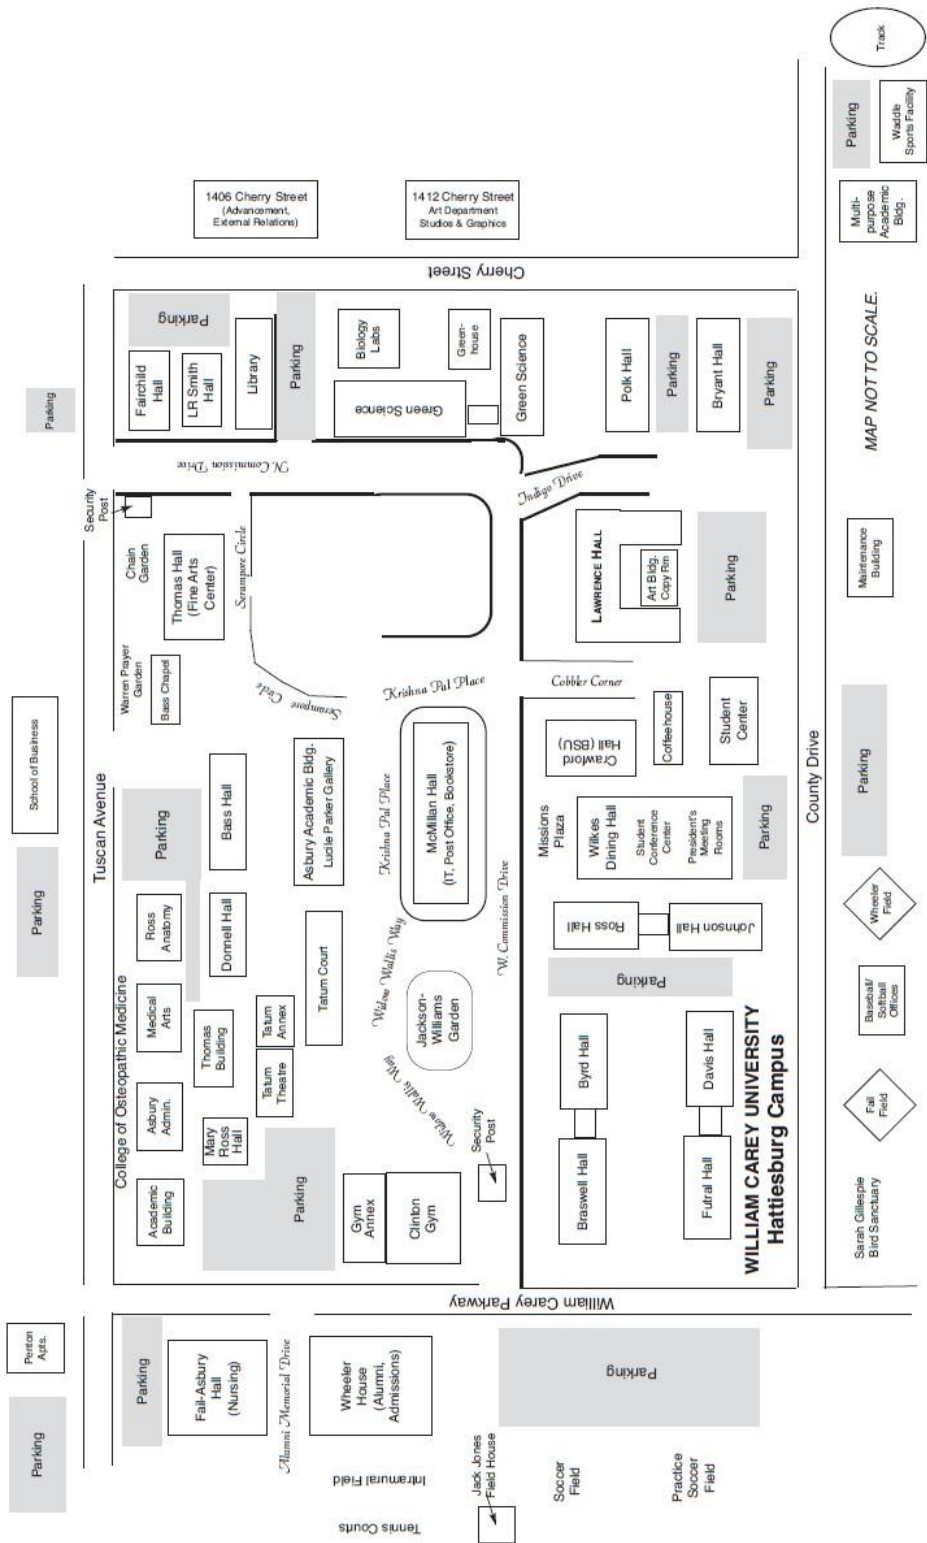 Parking
Penton
Apts.
Parking
School of Business
Parking
Tuscan Avenue
College of Osteopathic Medicine
Security
Post
Parking
Fail-Asbury
Hall
(Nursing)
Alumni Memorial Drive
Wheeler
House
(Alumni,
Admissions)
Intramural Field
Tennis Courts
Jack Jones
Field House
Soccer
Field
Practice
Soccer
Field
Parking
William Carey Parkway
Academic
Building
Asbury
Admin.
Medical
Arts
Ross
Anatomy
Parking
Mary
Ross
Hall
Thomas
Building
Donnell Hall
Bass Hall
Parking
Tatum
Theatre
Tatum
Annex
Tatum Court
Asbury Academic Bldg.
Lucile Parker Gallery
Gym
Annex
Clinton
Gym
Widow Wallis Way
Widow Wallis Way
Krishna Pal Place
Krishna Pal Place
Jackson-
Williams
Garden
McMillan Hall
(IT, Post Office, Bookstore)
Security
Post
W. Commission Drive
Warren Prayer
Garden
Bass Chapel
Chain
Garden
Thomas Hall
(Fine Arts
Center)
Serampore Circle
Serampore Circle
N. Commission Drive
Fairchild
Hall
LR Smith
Hall
Library
Parking
Parking
Biology
Labs
Green Science
Green-
house
Green Science
Cherry Street
1406 Cherry Street
(Advancement,
External Relations)
1412 Cherry Street
Art Department
Studios & Graphics
Braswell Hall
Byrd Hall
Futral Hall
Davis Hall
Parking
Ross Hall
Johnson Hall
Missions
Plaza
Wilkes
Dining Hall
Student
Conference
Center
President's
Meeting
Rooms
Parking
Crawford
Hall (BSU)
Coffeehouse
Student
Center
Cobbler Corner
LAWRENCE HALL
Art Bldg.
Copy Rm
Parking
Indigo Drive
Polk Hall
Parking
Bryant Hall
Parking
WILLIAM CAREY UNIVERSITY
Hattiesburg Campus
County Drive
Sarah Gillespie
Bird Sanctuary
Fail
Field
Baseball/
Softball
Offices
Wheeler
Field
Parking
Maintenance
Building
MAP NOT TO SCALE.
Multi-
purpose
Academic
Bldg.
Parking
Waddle
Sports Facility
Track